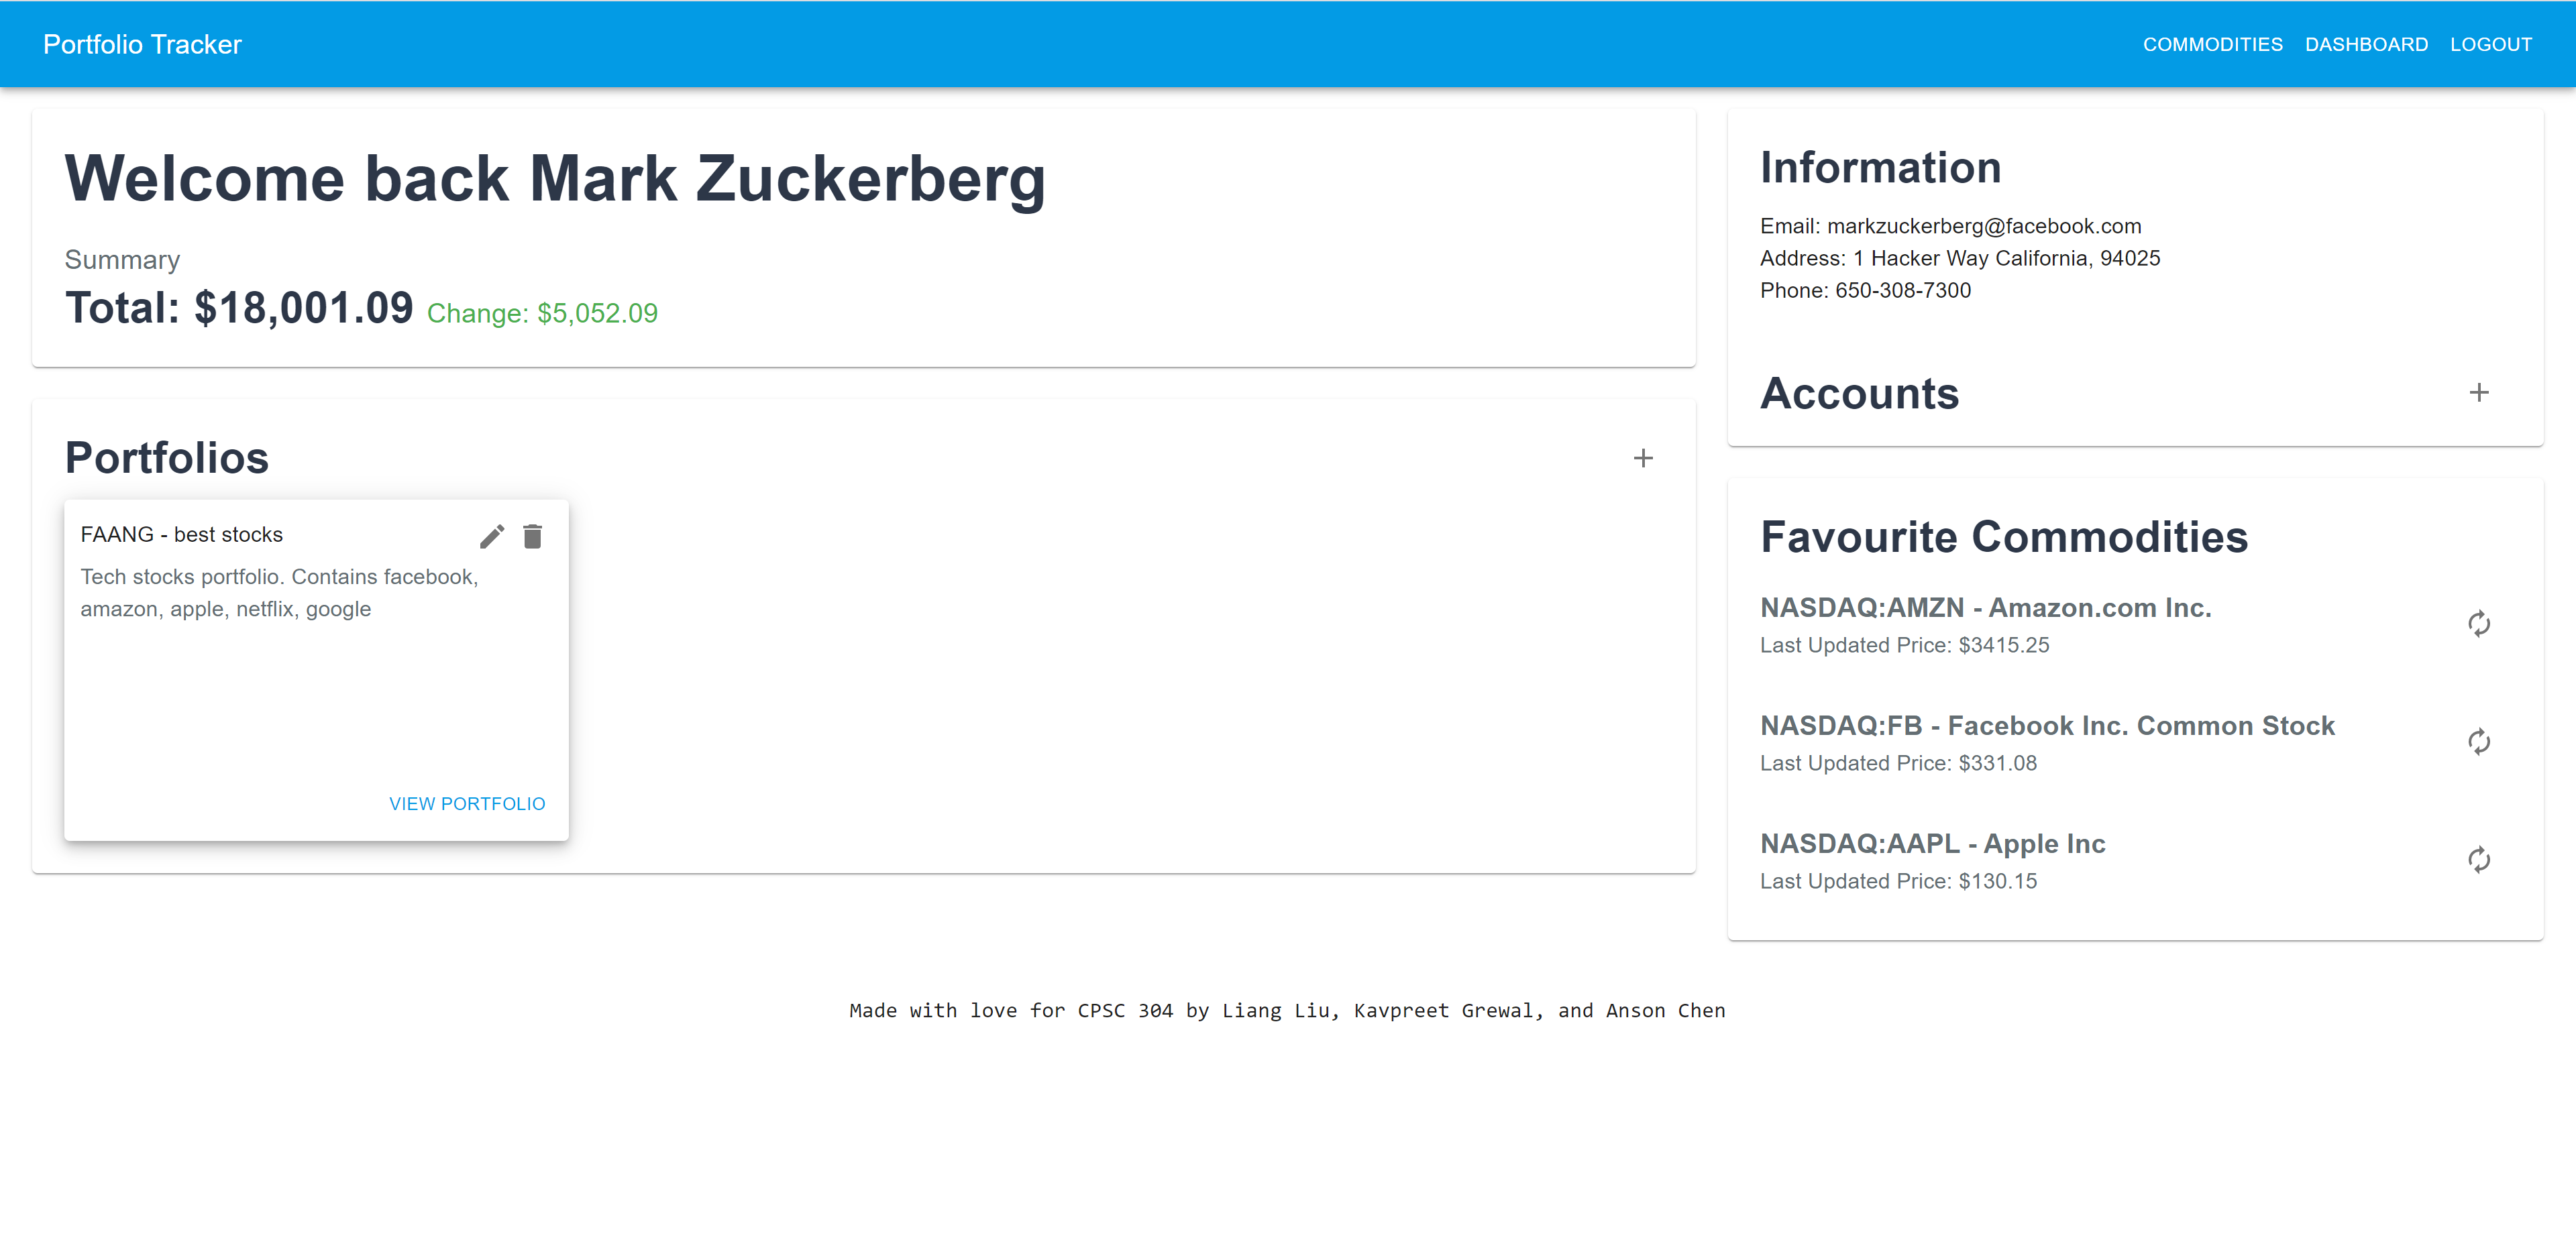 Portfolio Tracker
COMMODITIES DASHBOARD LOGOUT
Welcome back Mark Zuckerberg
Summary
Total: $18,001.09 Change: $5,052.09
Portfolios
FAANG - best stocks
Tech stocks portfolio. Contains facebook,
amazon, apple, netflix, google
VIEW PORTFOLIO
Information
Email: markzuckerberg@facebook.com
Address: 1 Hacker Way California, 94025
Phone: 650-308-7300
Accounts
Favourite Commodities
NASDAQ:AMZN - Amazon.com Inc.
Last Updated Price: $3415.25
NASDAQ:FB - Facebook Inc. Common Stock
Last Updated Price: $331.08
NASDAQ:AAPL - Apple Inc
Last Updated Price: $130.15
Made with love for CPSC 304 by Liang Liu, Kavpreet Grewal, and Anson Chen